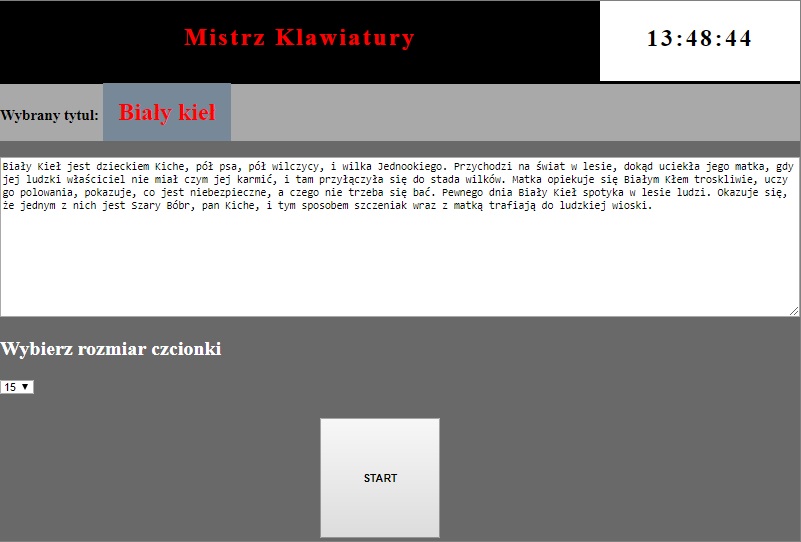 Mistrz Klawiatury
13:48:44
Wybrany tytul: Biały kieł
Biały Kieł jest dzieckiem Kiche, pół psa, pół wilczycy, i wilka Jednookiego. Przychodzi na świat w lesie, dokąd uciekła jego matka, gdy
jej ludzki właściciel nie miał czym jej karmić, i tam przyłączyła się do stada wilków. Matka opiekuje się Białym Kłem troskliwie, uczy
go polowania, pokazuje, co jest niebezpieczne, a czego nie trzeba się bać. Pewnego dnia Biały Kieł spotyka w lesie ludzi. Okazuje się,
że jednym z nich jest Szary Bóbr, pan Kiche, i tym sposobem szczeniak wraz z matką trafiają do ludzkiej wioski.
Wybierz rozmiar czcionki
15
START